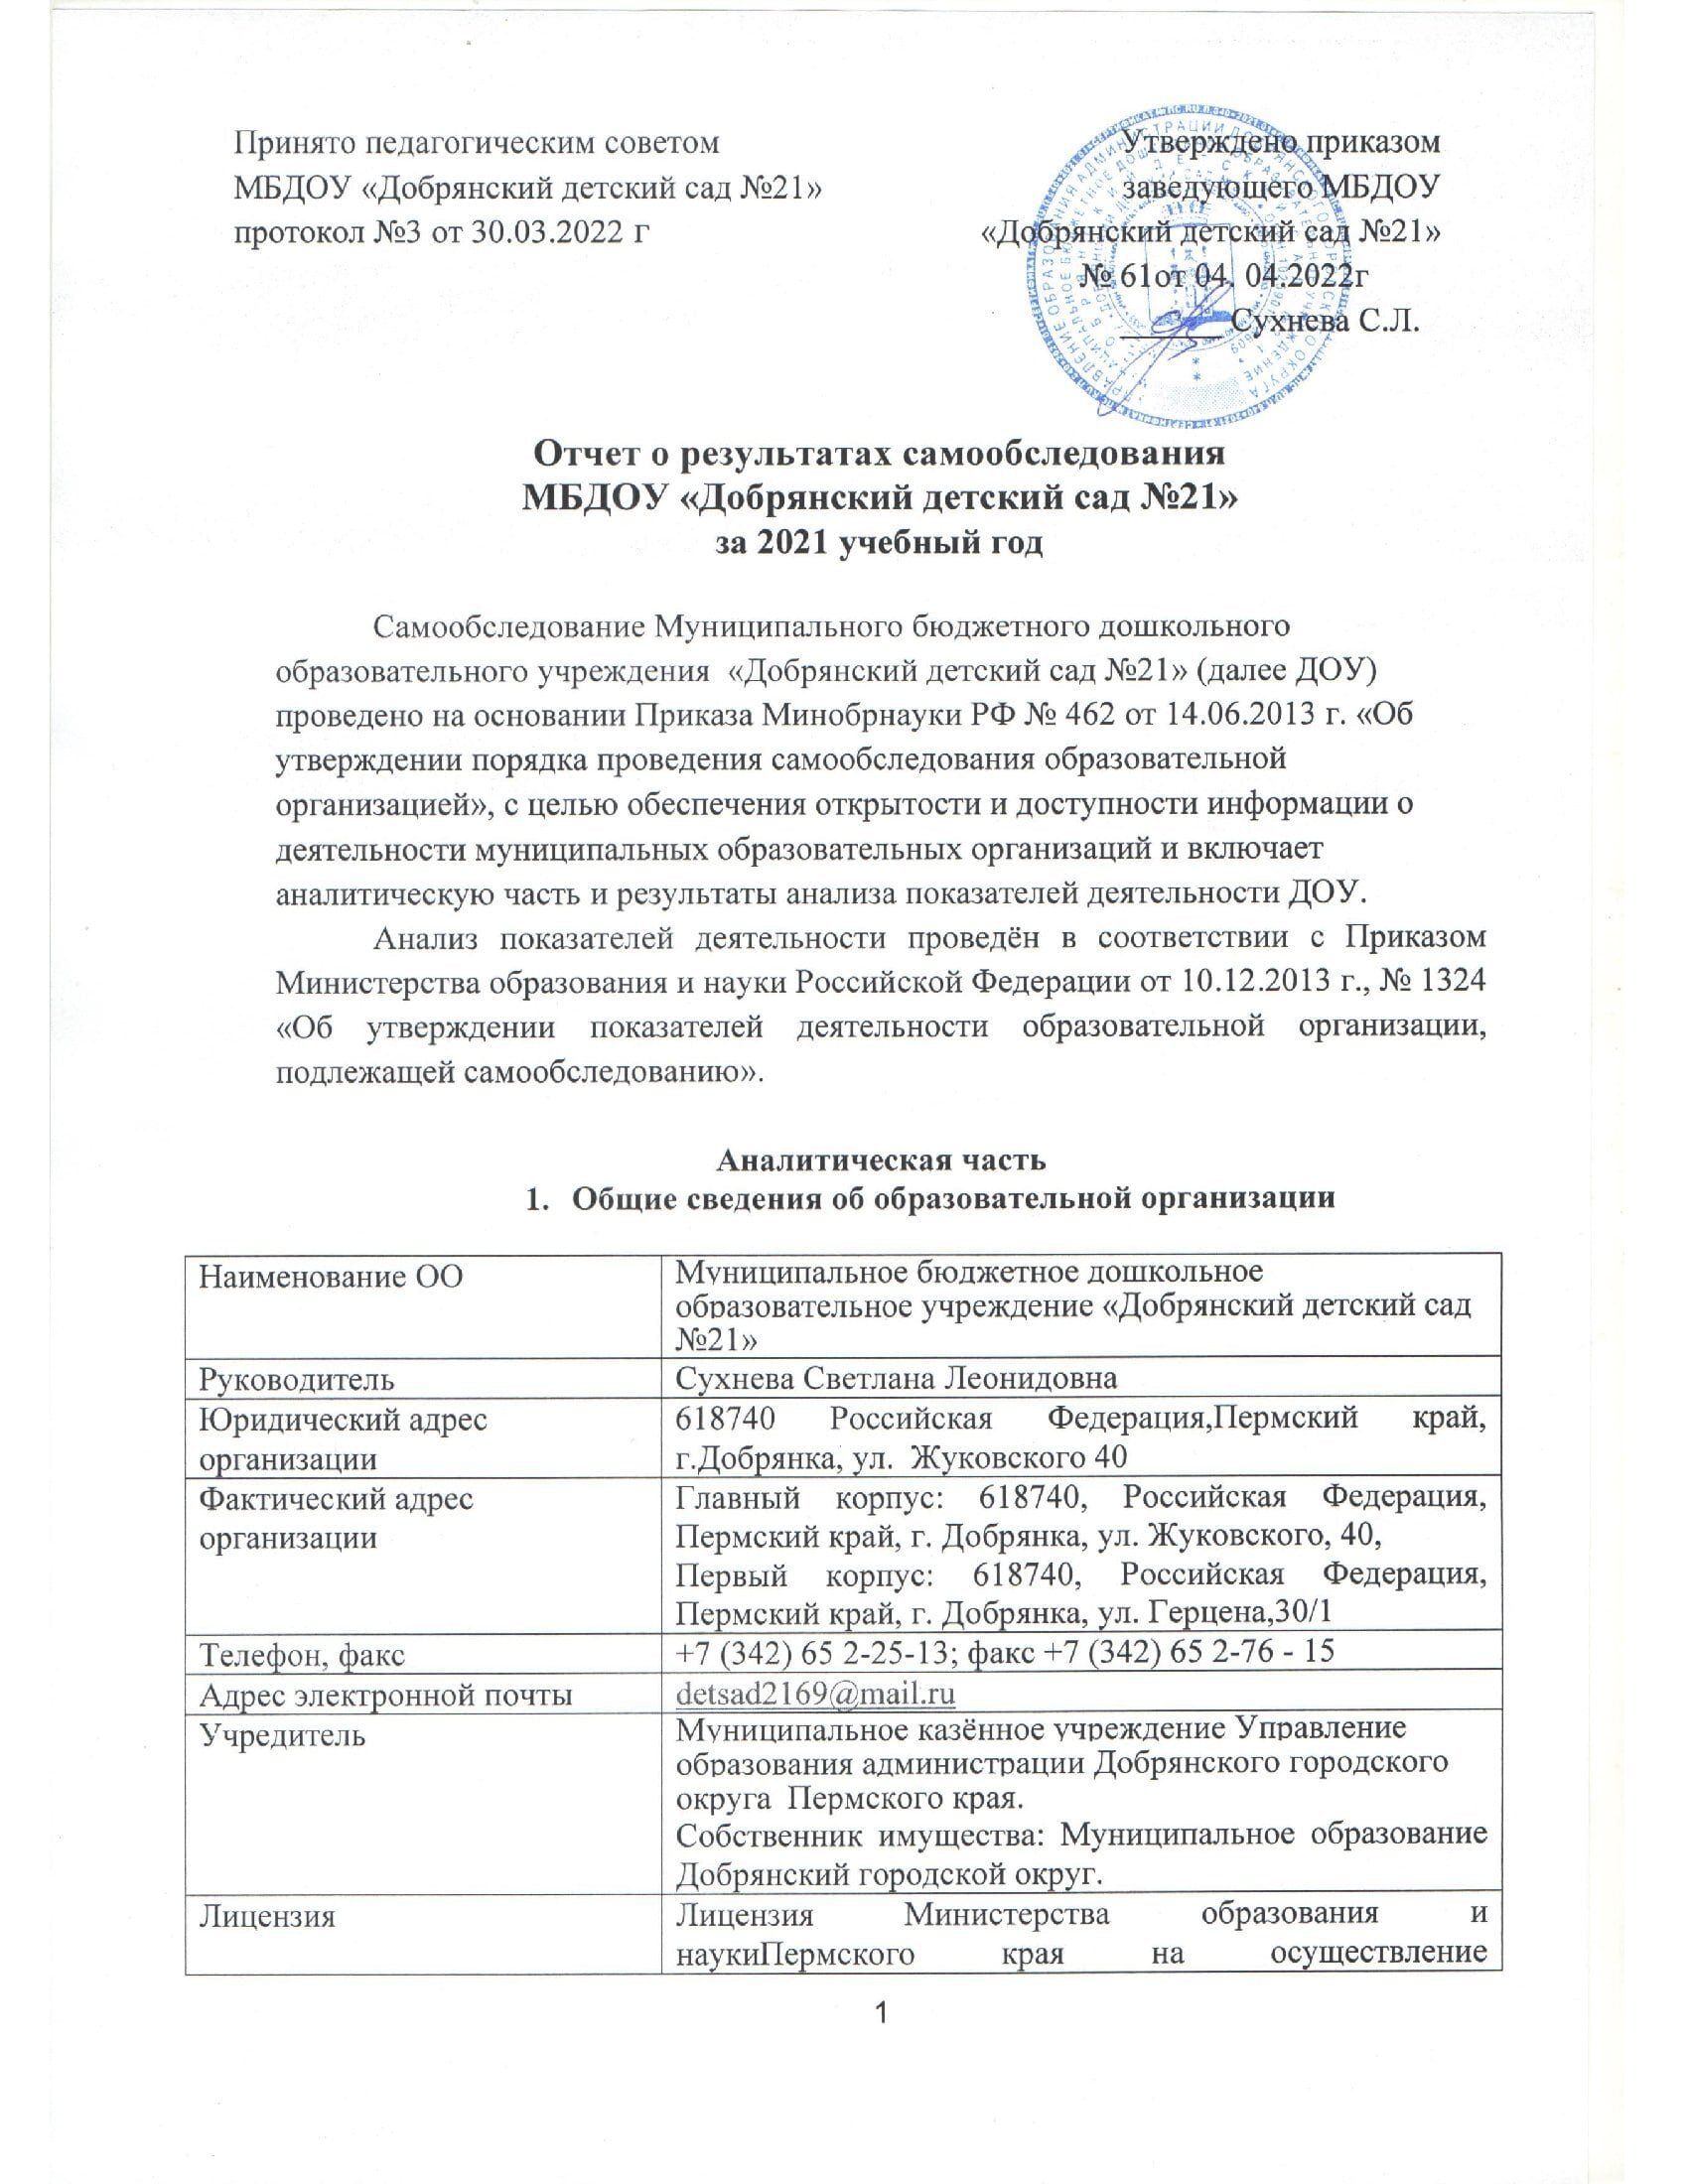 Принято педагогическим советом
МБДОУ «Добрянский детский сад №21»
протокол №3 от 30.03.2022 г
Утверждено приказом
заведующего МБДОУ
«Добрянский детский сад №21»
№ 61от 04. 04.2022г
Сухнева С.Л.
Отчет о результатах самообследования
МБДОУ «Добрянский детский сад №21»
за 2021 учебный год
Самообследование Муниципального бюджетного дошкольного
образовательного учреждения «Добрянский детский сад №21» (далее ДОУ)
проведено на основании Приказа Минобрнауки РФ № 462 от 14.06.2013 г. «Об
утверждении порядка проведения самообследования образовательной
организацией», с целью обеспечения открытости и доступности информации о
деятельности муниципальных образовательных организаций и включает
аналитическую часть и результаты анализа показателей деятельности ДОУ.
Анализ показателей деятельности проведён в соответствии с Приказом
Министерства образования и науки Российской Федерации от 10.12.2013 г., № 1324
«Об утверждении показателей деятельности образовательной организации,
подлежащей самообследованию».
Аналитическая часть
1. Общие сведения об образовательной организации
Наименование ОО
Муниципальное бюджетное дошкольное
образовательное учреждение «Добрянский детский сад
№21»
Руководитель
Сухнева Светлана Леонидовна
Юридический адрес
организации
618740 Российская Федерация,Пермский край,
г.Добрянка, ул. Жуковского 40
Фактический адрес
организации
Главный корпус: 618740, Российская Федерация,
Пермский край, г. Добрянка, ул. Жуковского, 40,
Первый корпус: 618740, Российская Федерация,
Пермский край, г. Добрянка, ул. Герцена,30/1
Телефон, факс
+7 (342) 65 2-25-13; факс +7 (342) 65 2-76 - 15
Адрес электронной почты
detsad2169@mail.ru
Учредитель
Муниципальное казённое учреждение Управление
образования администрации Добрянского городского
округа Пермского края.
Собственник имущества: Муниципальное образование
Добрянский городской округ.
Лицензия
Лицензия Министерства образования и
наукиПермского края на осуществление
1